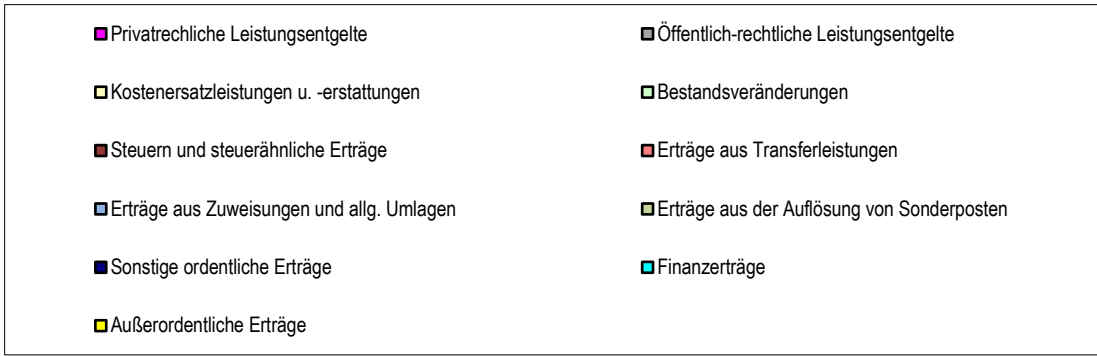 Privatrechliche Leistungsentgelte
Öffentlich-rechtliche Leistungsentgelte
Kostenersatzleistungen u. -erstattungen
Bestandsveränderungen
Steuern und steuerähnliche Erträge
Erträge aus Transferleistungen
Erträge aus Zuweisungen und allg. Umlagen
Erträge aus der Auflösung von Sonderposten
Sonstige ordentliche Erträge
Finanzerträge
Außerordentliche Erträge